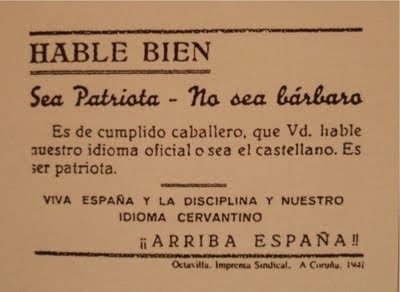 HABLE BIEN
Sea Patriota - No sea bárbaro
Es de cumplido caballero, que Vd. hable
nuestro idioma oficial o sea el castellano. Es
ser patriota.
VIVA ESPAÑA Y LA DISCIPLINA Y NUESTRO
IDIOMA CERVANTINO
¡¡ARRIBA ESPAÑA!!
Octavilla. Imprenta Sindical. A Coruña,